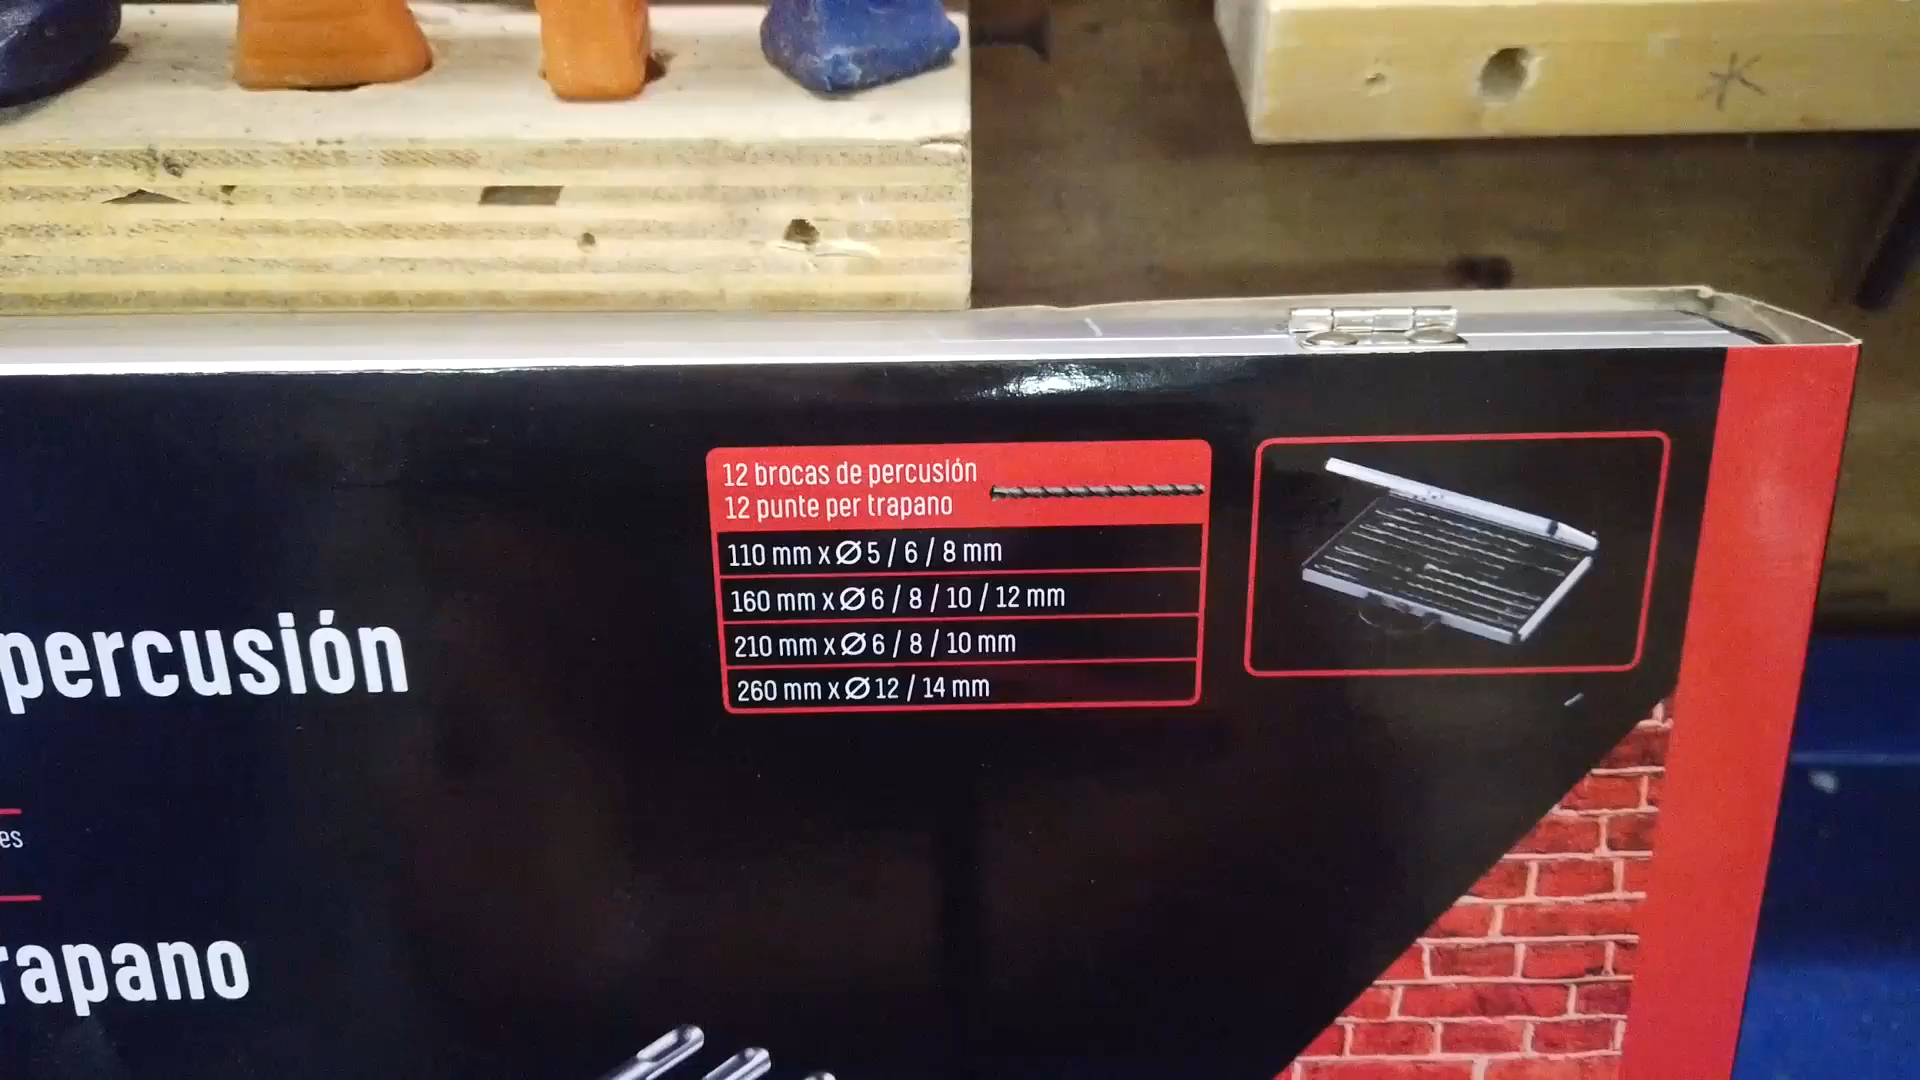 percusión
es
rapano
12 brocas de percusión
12 punte per trapano
110 mm x Ø 5 / 6 / 8 mm
160 mm x Ø 6 / 8 / 10 / 12 mm
210 mm x Ø 6 / 8 / 10 mm
260 mm x Ø 12 / 14 mm